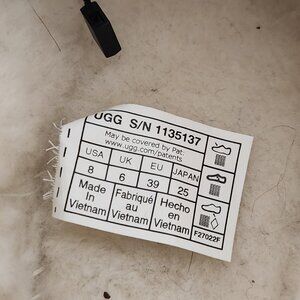 UGG S/N 1135137
May be covered by Pat:
www.ugg.com/patents
USA UK EU JAPAN
8 6 39 25
Made In Vietnam
Fabriqué au Vietnam
Hecho en Vietnam
F27022F